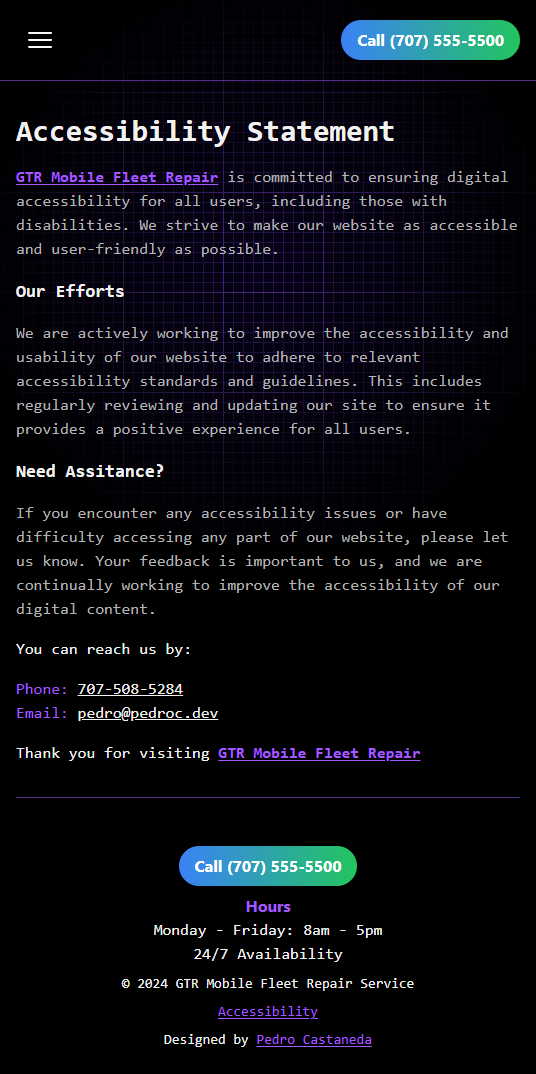 Call (707) 555-5500
Accessibility Statement
GTR Mobile Fleet Repair is committed to ensuring digital
accessibility for all users, including those with
disabilities. We strive to make our website as accessible
and user-friendly as possible.
Our Efforts
We are actively working to improve the accessibility and
usability of our website to adhere to relevant
accessibility standards and guidelines. This includes
regularly reviewing and updating our site to ensure it
provides a positive experience for all users.
Need Assitance?
If you encounter any accessibility issues or have
difficulty accessing any part of our website, please let
us know. Your feedback is important to us, and we are
continually working to improve the accessibility of our
digital content.
You can reach us by:
Phone: 707-508-5284
Email: pedro@pedroc.dev
Thank you for visiting GTR Mobile Fleet Repair
Call (707) 555-5500
Hours
Monday - Friday: 8am - 5pm
24/7 Availability
© 2024 GTR Mobile Fleet Repair Service
Accessibility
Designed by Pedro Castaneda